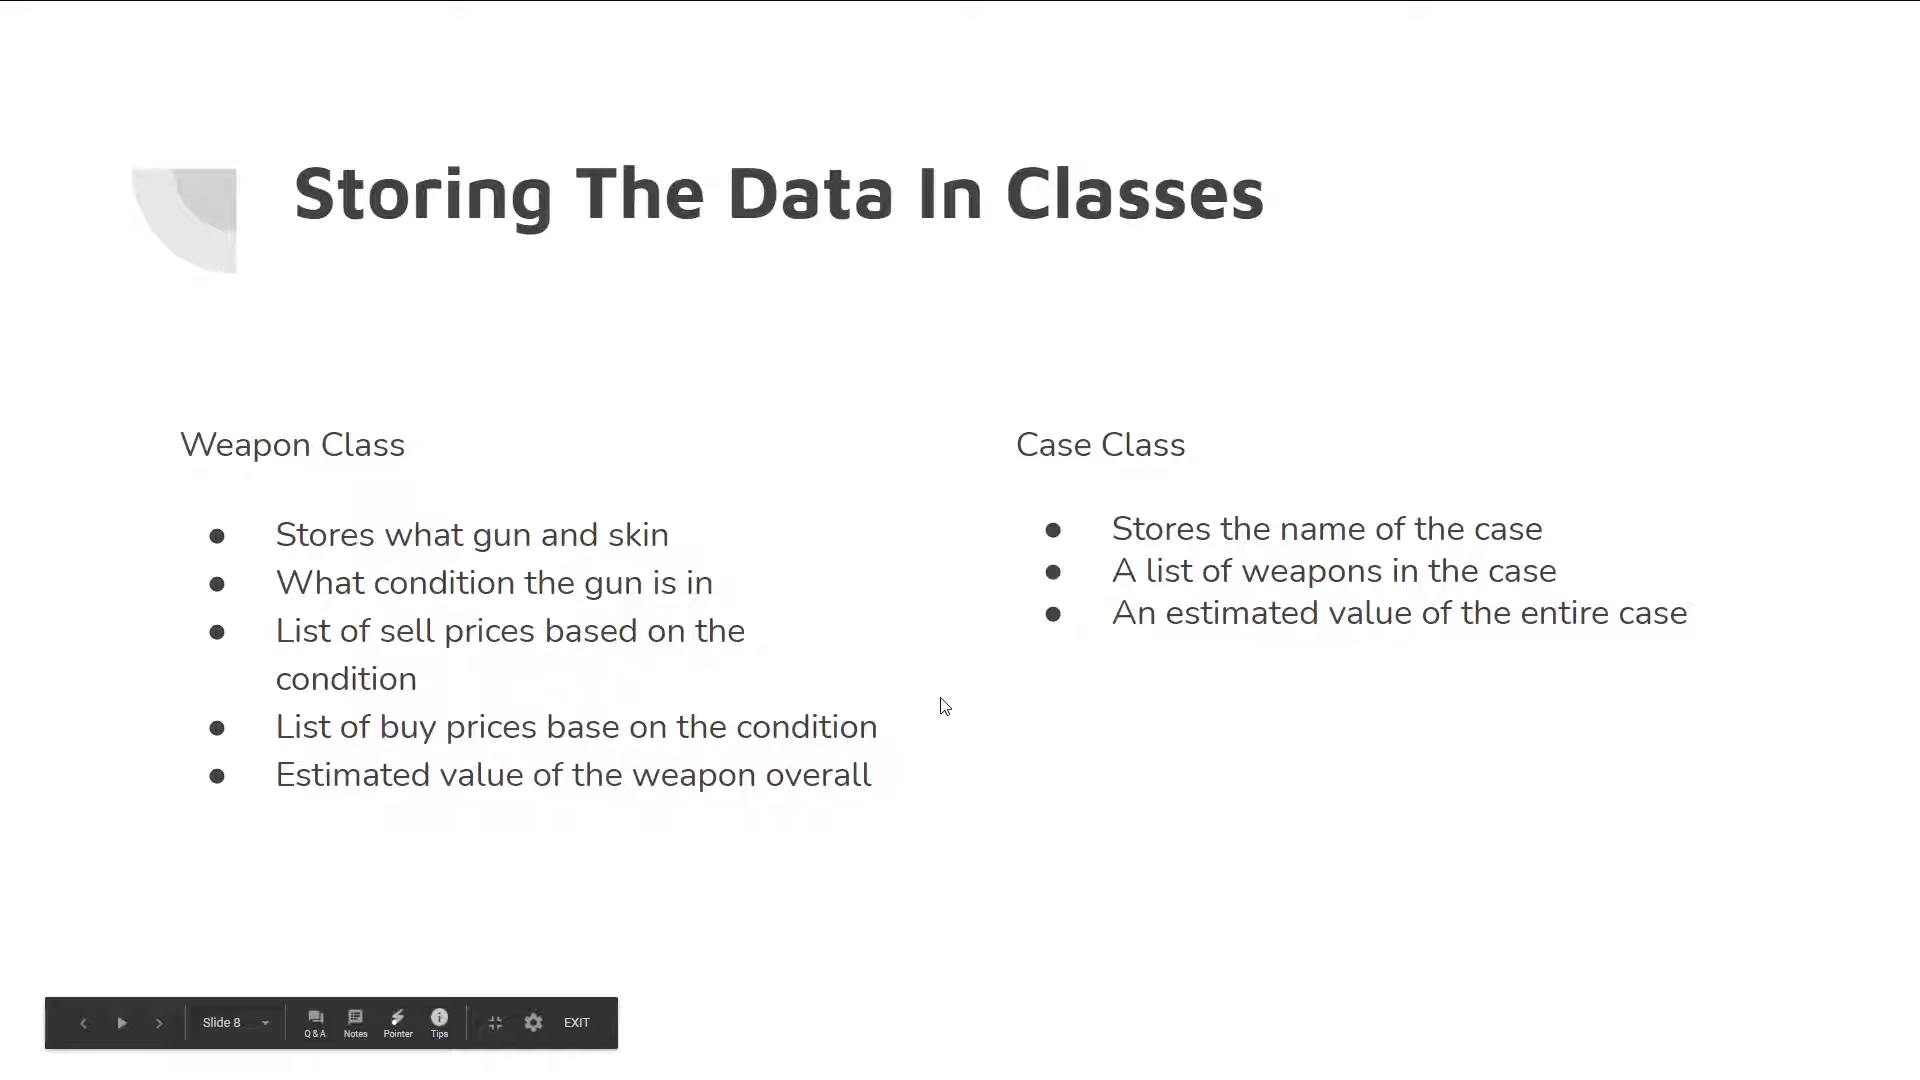 Storing The Data In Classes
Weapon Class
● Stores what gun and skin
● What condition the gun is in
● List of sell prices based on the
condition
● List of buy prices base on the condition
● Estimated value of the weapon overall
Case Class
● Stores the name of the case
● A list of weapons in the case
● An estimated value of the entire case
Slide 8
Q & A
Notes
Pointer
Tips
EXIT